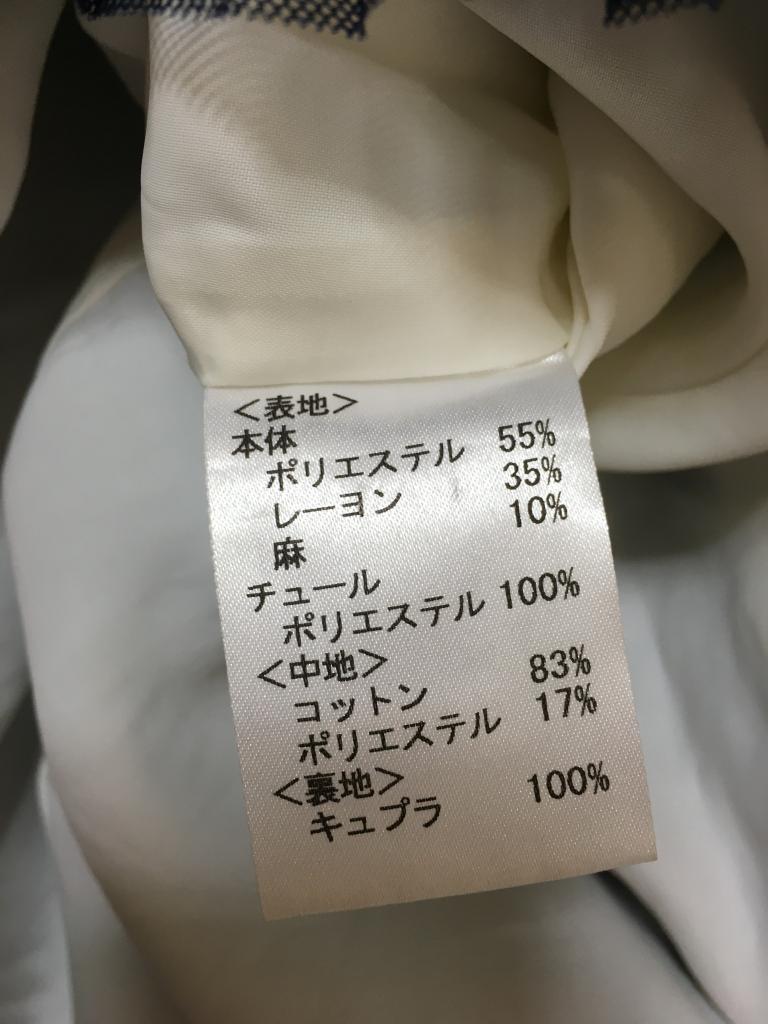 ＜表地＞
本体
ポリエステル 55%
レーヨン 35%
麻 10%
チュール
ポリエステル 100%
＜中地＞
コットン 83%
ポリエステル 17%
＜裏地＞
キュプラ 100%